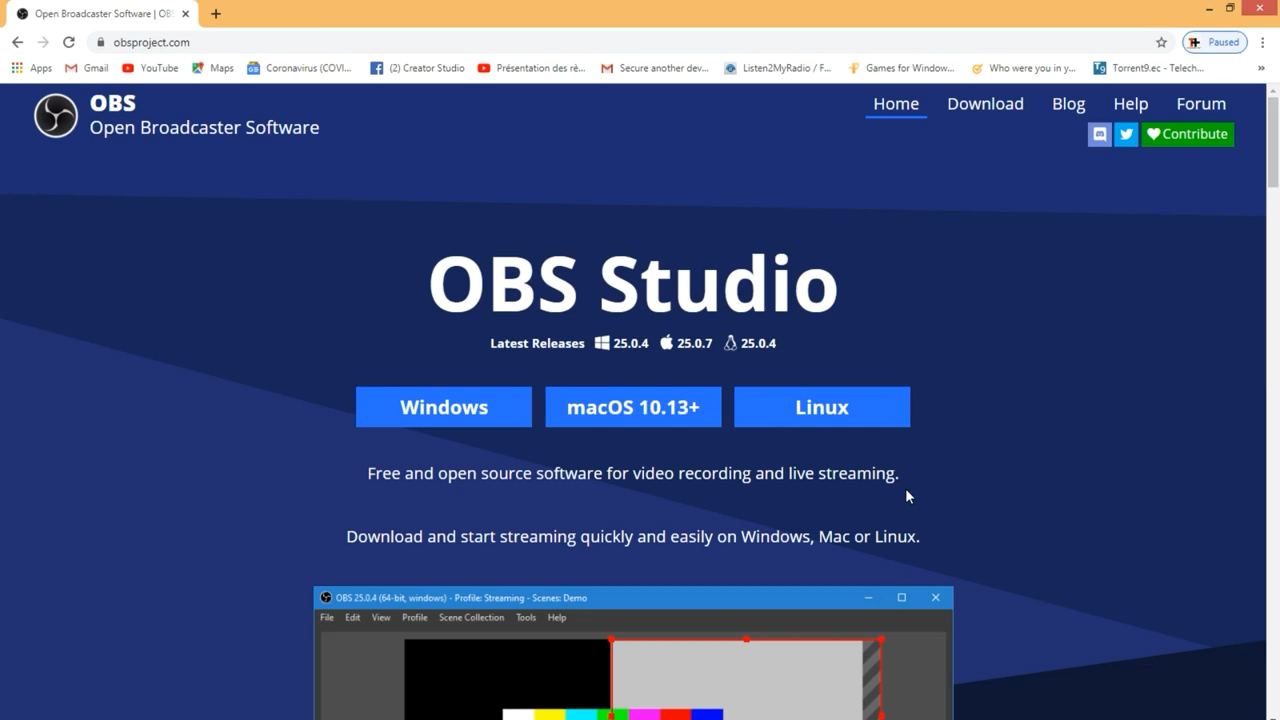 Open Broadcaster Software | OBS
obsproject.com
Paused
Apps
Gmail
YouTube
Maps
Coronavirus (COVI...
(2) Creator Studio
Présentation des rè...
Secure another dev...
Listen2MyRadio / F...
Games for Window...
Who were you in y...
Torrent9.ec - Telech...
OBS
Open Broadcaster Software
Home
Download
Blog
Help
Forum
Contribute
OBS Studio
Latest Releases 25.0.4 25.0.7 25.0.4
Windows
macOS 10.13+
Linux
Free and open source software for video recording and live streaming.
Download and start streaming quickly and easily on Windows, Mac or Linux.
OBS 25.0.4 (64-bit, windows) - Profile: Streaming - Scenes: Demo
File Edit View Profile Scene Collection Tools Help